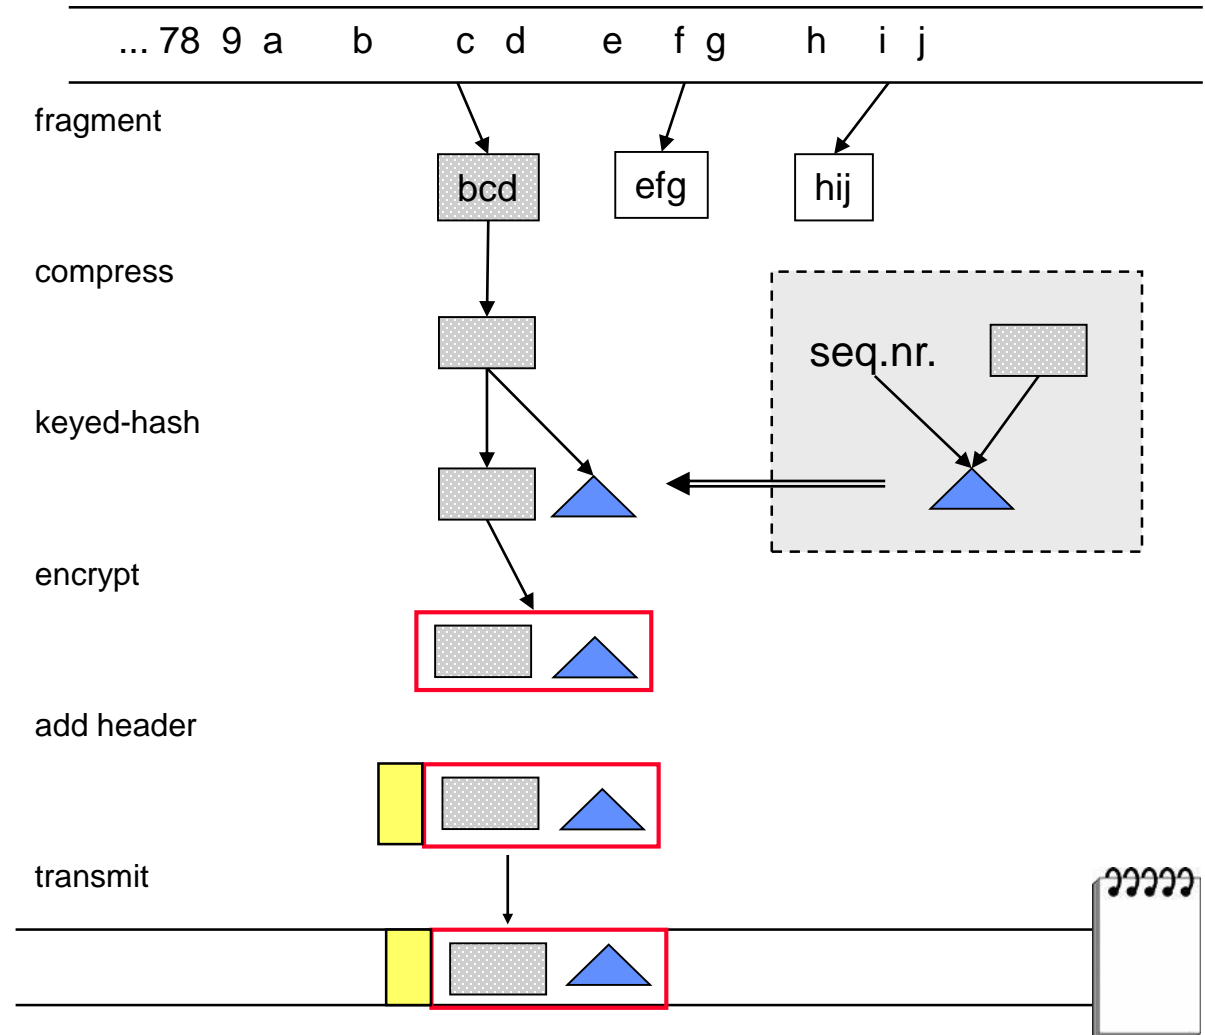 ... 78 9 a b c d e f g h i j
fragment
bcd efg hij
compress
seq.nr.
keyed-hash
encrypt
add header
transmit